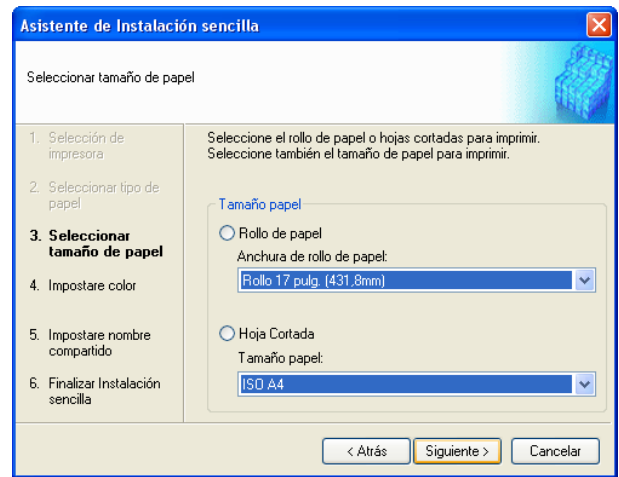 Asistente de Instalación sencilla
Seleccionar tamaño de papel
1. Selección de
impresora
2. Seleccionar tipo de
papel
3. Seleccionar
tamaño de papel
4. Impostare color
5. Impostare nombre
compartido
6. Finalizar Instalación
sencilla
Seleccione el rollo de papel o hojas cortadas para imprimir.
Seleccione también el tamaño de papel para imprimir.
Tamaño papel
Rollo de papel
Anchura de rollo de papel:
Rollo 17 pulg. (431,8mm)
Hoja Cortada
Tamaño papel:
ISO A4
< Atrás
Siguiente >
Cancelar